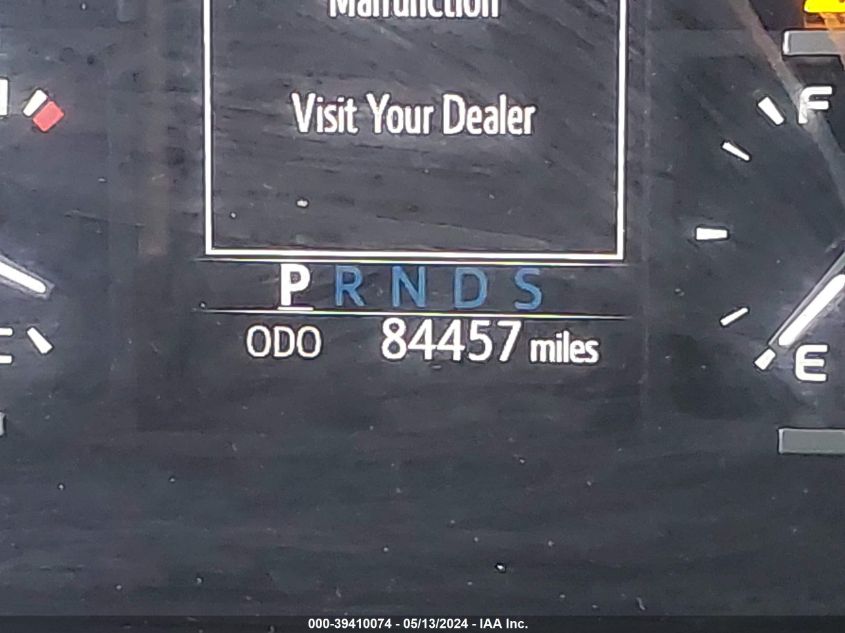 Malfunction
Visit Your Dealer
F
P R N D S
ODO 84457 miles
E
000-39410074 - 05/13/2024 - IAA Inc.